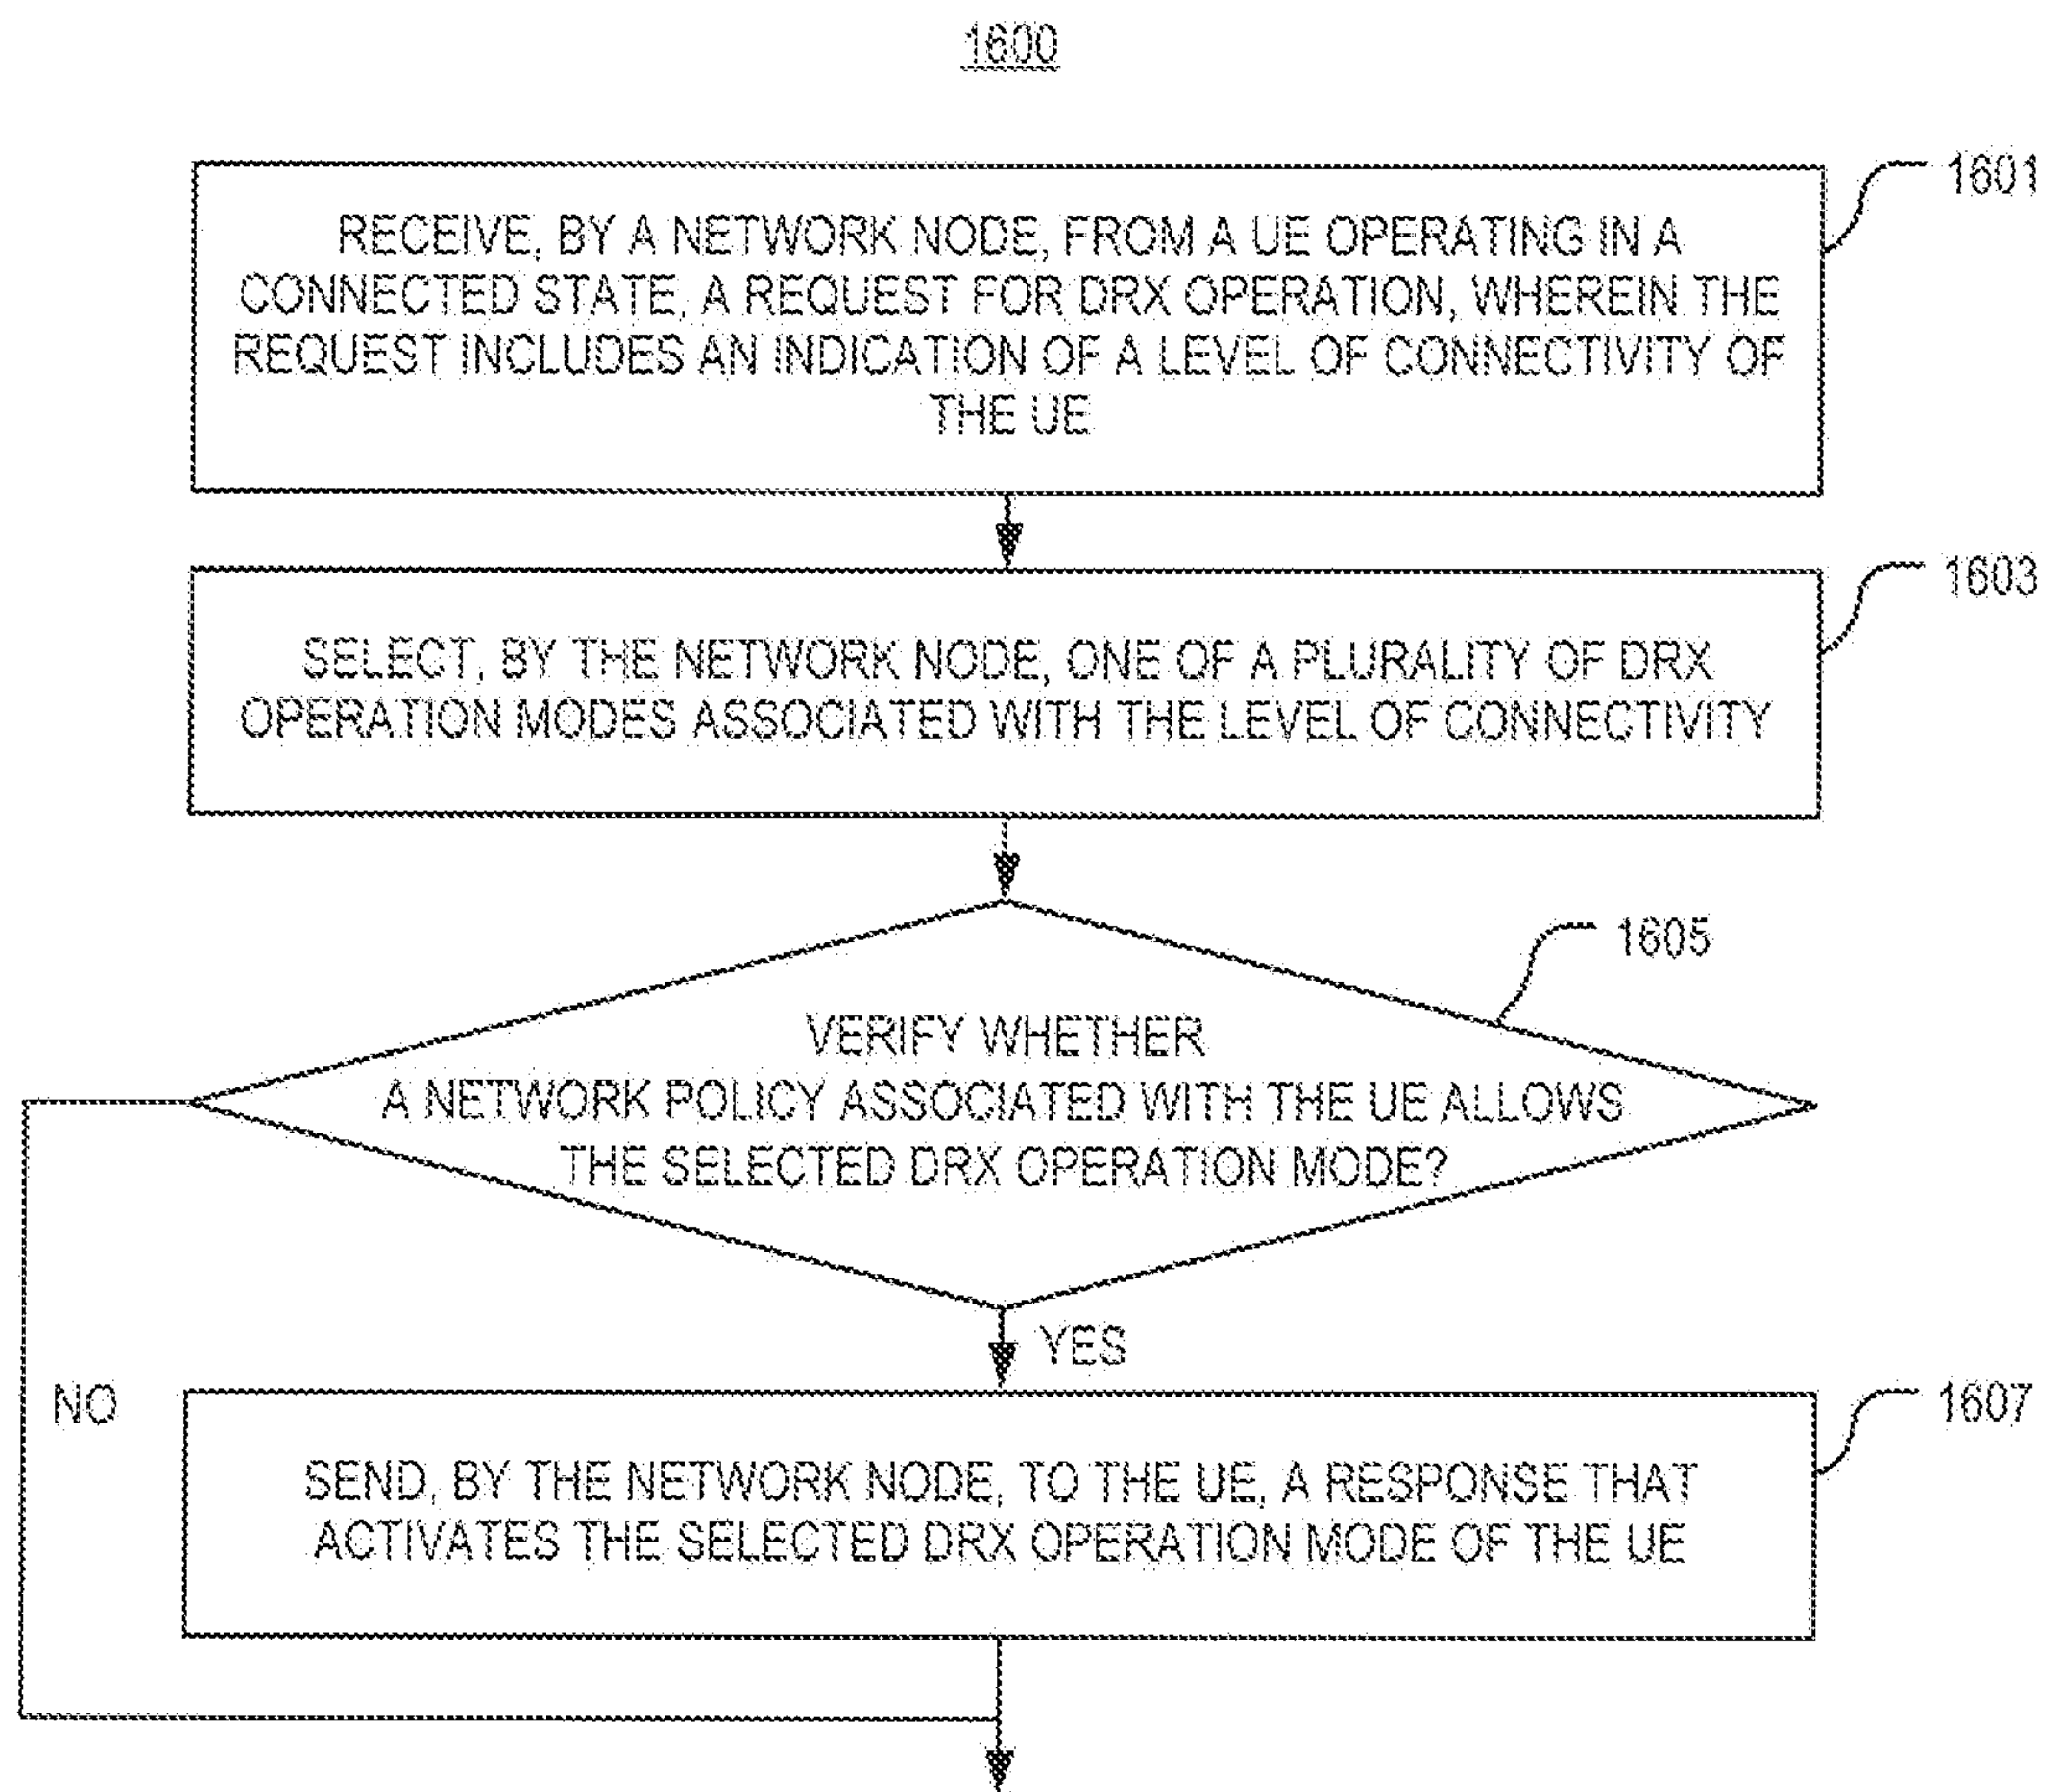 1600
1601
RECEIVE, BY A NETWORK NODE, FROM A UE OPERATING IN A
CONNECTED STATE, A REQUEST FOR DRX OPERATION, WHEREIN THE
REQUEST INCLUDES AN INDICATION OF A LEVEL OF CONNECTIVITY OF
THE UE
1603
SELECT, BY THE NETWORK NODE, ONE OF A PLURALITY OF DRX
OPERATION MODES ASSOCIATED WITH THE LEVEL OF CONNECTIVITY
1605
VERIFY WHETHER
A NETWORK POLICY ASSOCIATED WITH THE UE ALLOWS
THE SELECTED DRX OPERATION MODE?
YES
NO
1607
SEND, BY THE NETWORK NODE, TO THE UE, A RESPONSE THAT
ACTIVATES THE SELECTED DRX OPERATION MODE OF THE UE